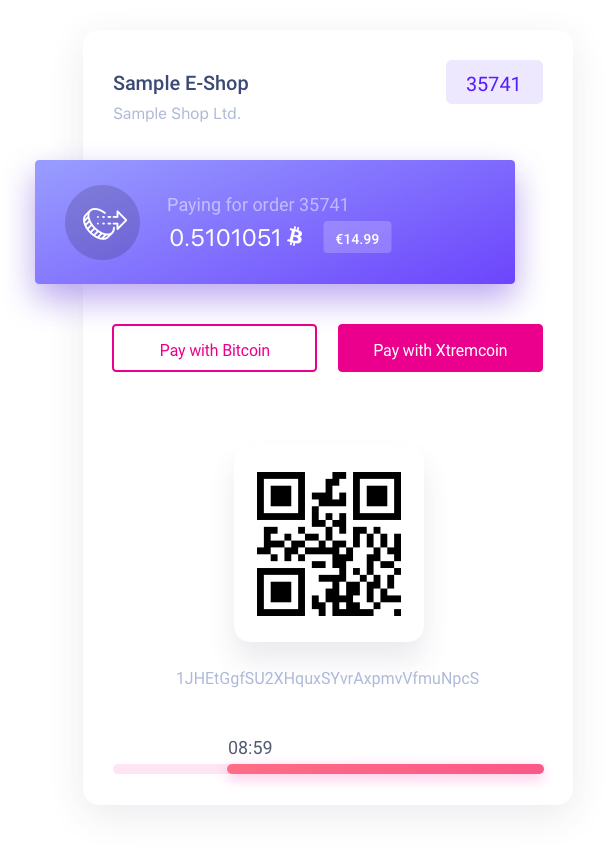 Sample E-Shop
35741
Sample Shop Ltd.
Paying for order 35741
0.5101051 ₿ €14.99
Pay with Bitcoin
Pay with Xtremcoin
1JHEtGgfSU2XHquxSYvrAxpmvVfmuNpcS
08:59